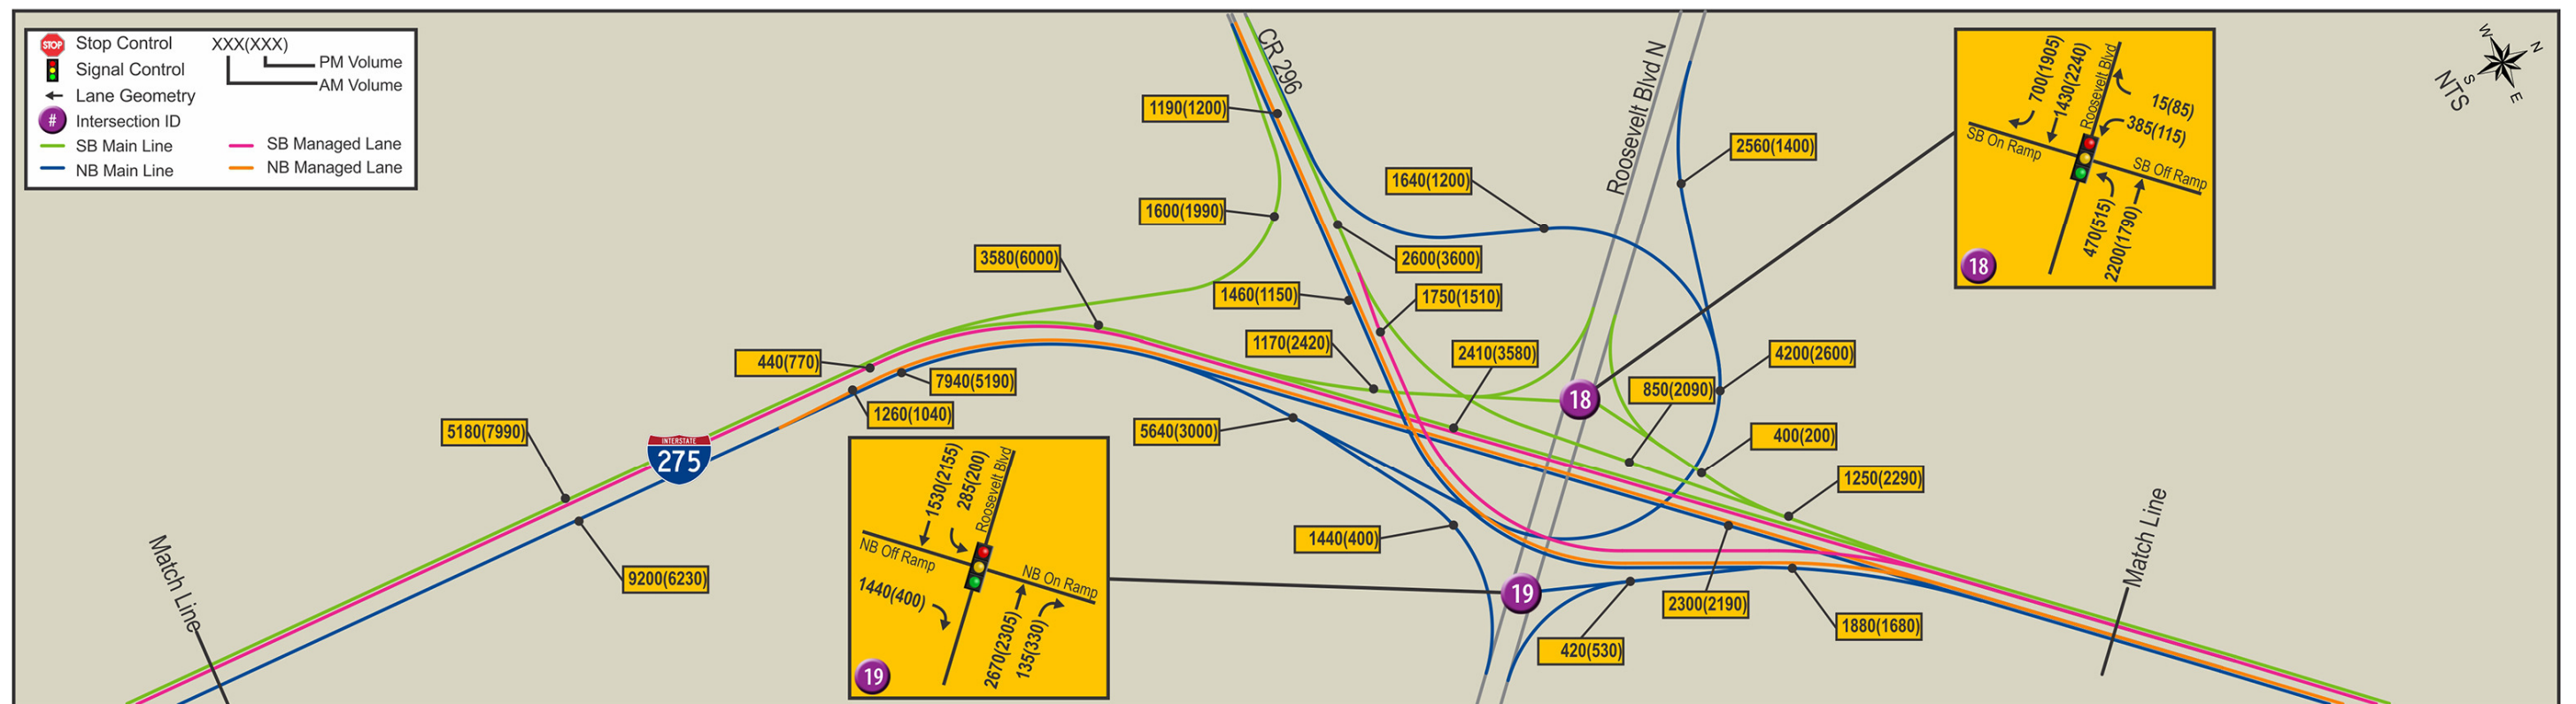 STOP
Stop Control
Signal Control
Lane Geometry
#
Intersection ID
SB Main Line
NB Main Line
XXX(XXX)
PM Volume
AM Volume
SB Managed Lane
NB Managed Lane
CR 296
Roosevelt Blvd N
1190(1200)
1600(1990)
1640(1200)
2560(1400)
2600(3600)
3580(6000)
1460(1150)
1750(1510)
1170(2420)
2410(3580)
4200(2600)
850(2090)
440(770)
7940(5190)
1260(1040)
5180(7990)
5640(3000)
400(200)
1250(2290)
INTERSTATE
275
9200(6230)
1440(400)
2300(2190)
1880(1680)
420(530)
18
19
Match Line
Match Line
700(1905)
1430(2240)
Roosevelt Blvd
15(85)
385(115)
SB On Ramp
SB Off Ramp
470(515)
2200(1790)
18
1530(2155)
285(200)
Roosevelt Blvd
NB Off Ramp
NB On Ramp
1440(400)
2670(2305)
135(330)
19
W
N
S
E
NTS